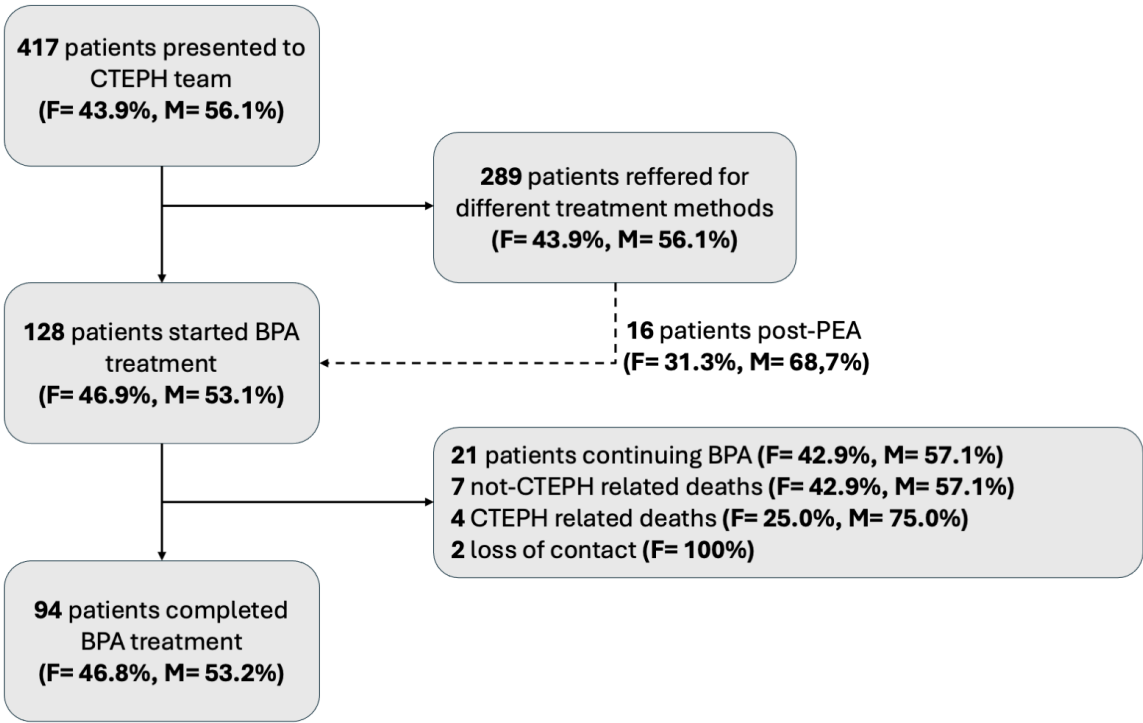 417 patients presented to
CTEPH team
(F= 43.9%, M= 56.1%)
289 patients reffered for
different treatment methods
(F= 43.9%, M= 56.1%)
128 patients started BPA
treatment
(F= 46.9%, M= 53.1%)
16 patients post-PEA
(F= 31.3%, M= 68,7%)
21 patients continuing BPA (F= 42.9%, M= 57.1%)
7 not-CTEPH related deaths (F= 42.9%, M= 57.1%)
4 CTEPH related deaths (F= 25.0%, M= 75.0%)
2 loss of contact (F= 100%)
94 patients completed
BPA treatment
(F= 46.8%, M= 53.2%)